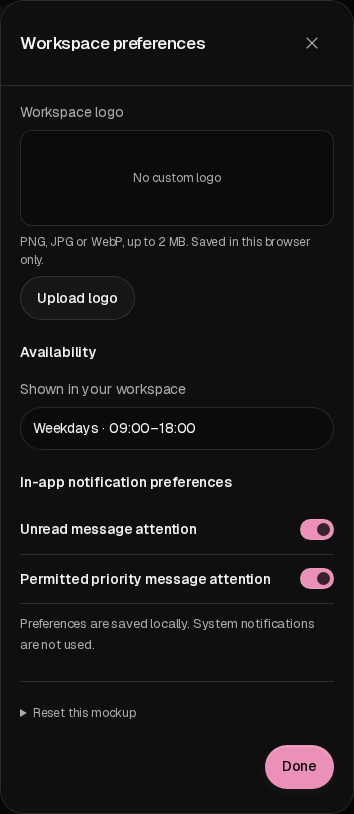 Workspace preferences
Workspace logo
No custom logo
PNG, JPG or WebP, up to 2 MB. Saved in this browser
only.
Upload logo
Availability
Shown in your workspace
Weekdays · 09:00–18:00
In-app notification preferences
Unread message attention
Permitted priority message attention
Preferences are saved locally. System notifications
are not used.
Reset this mockup
Done